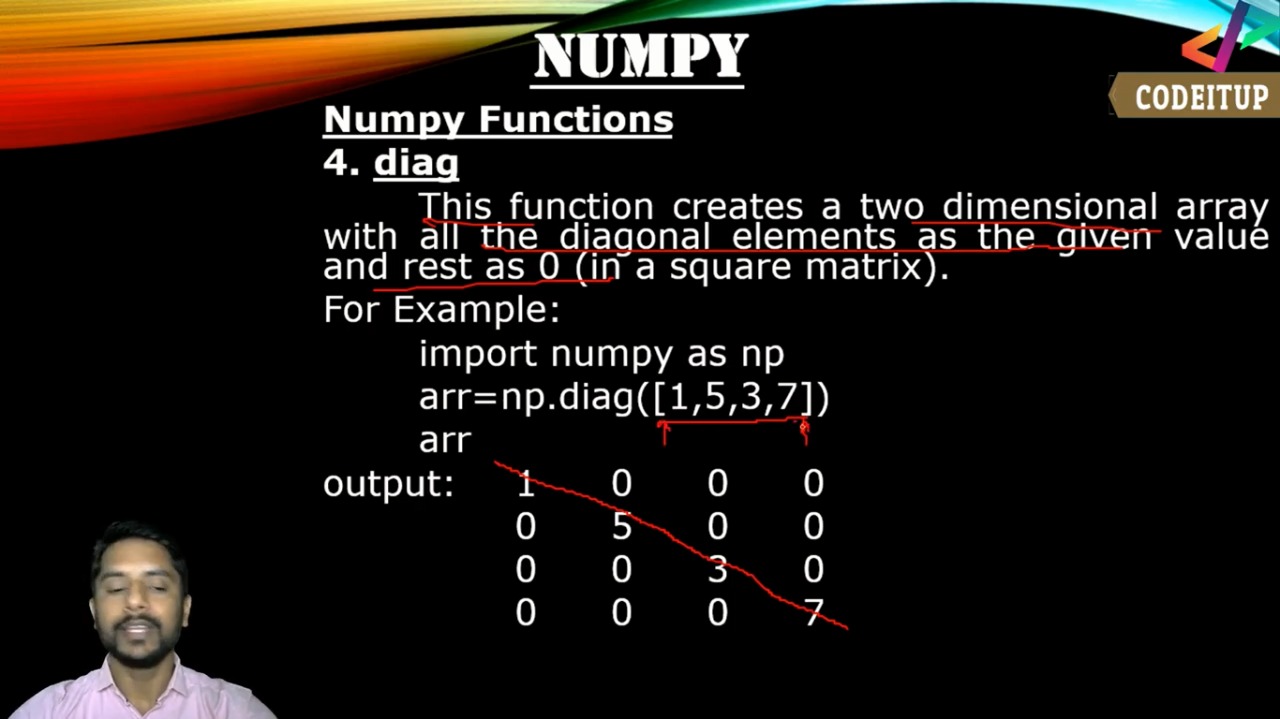 NUMPY
</>
CODEITUP
Numpy Functions
4. diag
This function creates a two dimensional array
with all the diagonal elements as the given value
and rest as 0 (in a square matrix).
For Example:
import numpy as np
arr=np.diag([1,5,3,7])
arr
output: 1 0 0 0
0 5 0 0
0 0 3 0
0 0 0 7